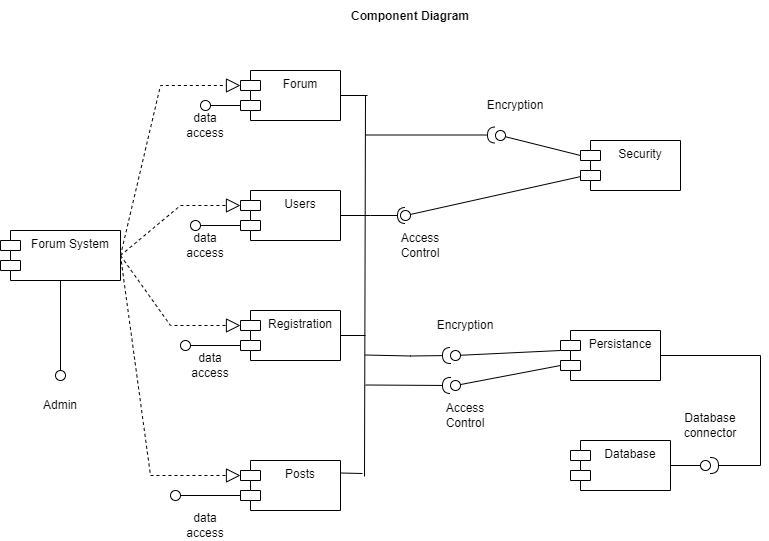 Component Diagram
Forum
data
access
Encryption
Security
Users
data
access
Access
Control
Forum System
Registration
data
access
Encryption
Persistance
Admin
Access
Control
Database
connector
Posts
Database
data
access